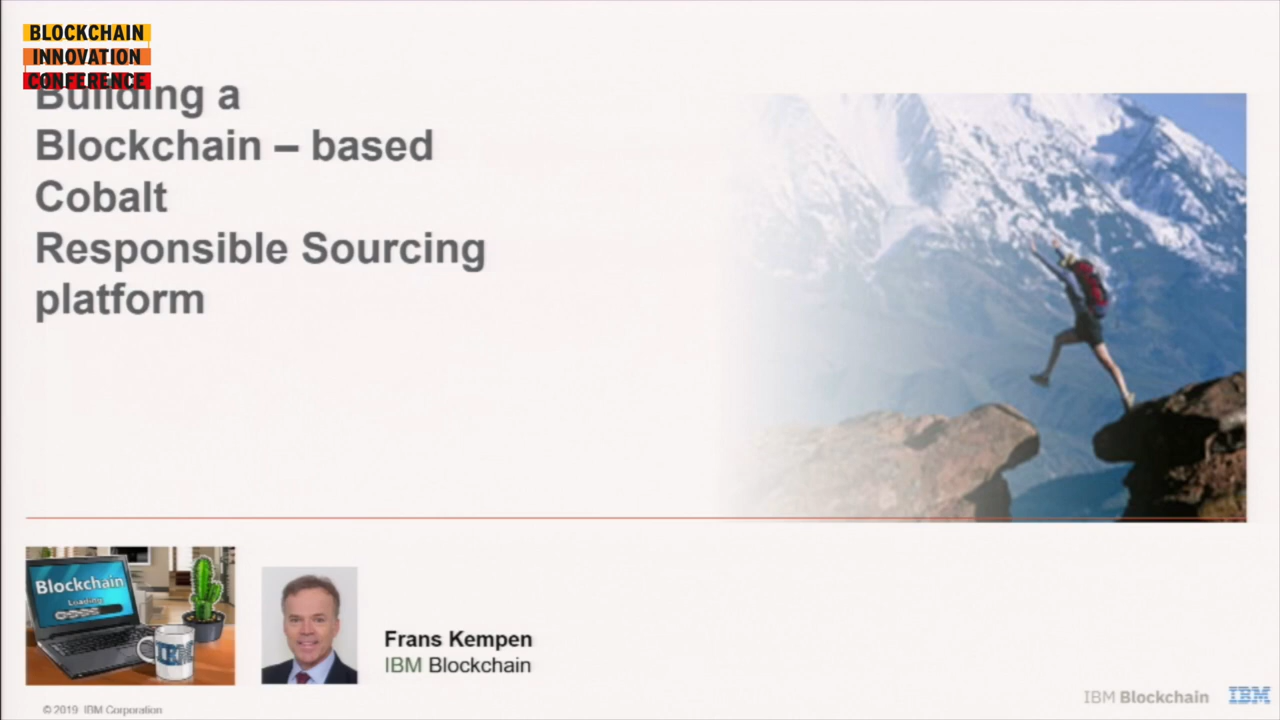 BLOCKCHAIN
INNOVATION
CONFERENCE
Building a
Blockchain – based
Cobalt
Responsible Sourcing
platform
Blockchain
Loading
IBM
Frans Kempen
IBM Blockchain
© 2019 IBM Corporation
IBM Blockchain
IBM